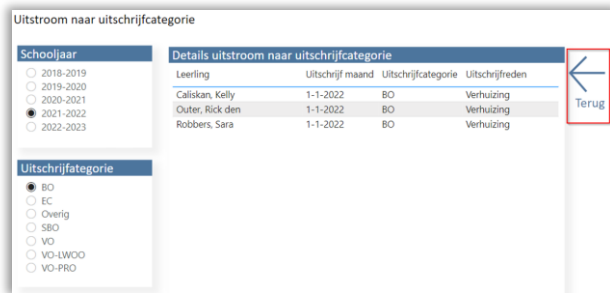 Uitstroom naar uitschrijfcategorie
Schooljaar
2018-2019
2019-2020
2020-2021
2021-2022
2022-2023
Uitschrijfategorie
BO
EC
Overig
SBO
VO
VO-LWOO
VO-PRO
Details uitstroom naar uitschrijfcategorie
Leerling Uitschrijf maand Uitschrijfcategorie Uitschrijfreden
Caliskan, Kelly 1-1-2022 BO Verhuizing
Outer, Rick den 1-1-2022 BO Verhuizing
Robbers, Sara 1-1-2022 BO Verhuizing
Terug